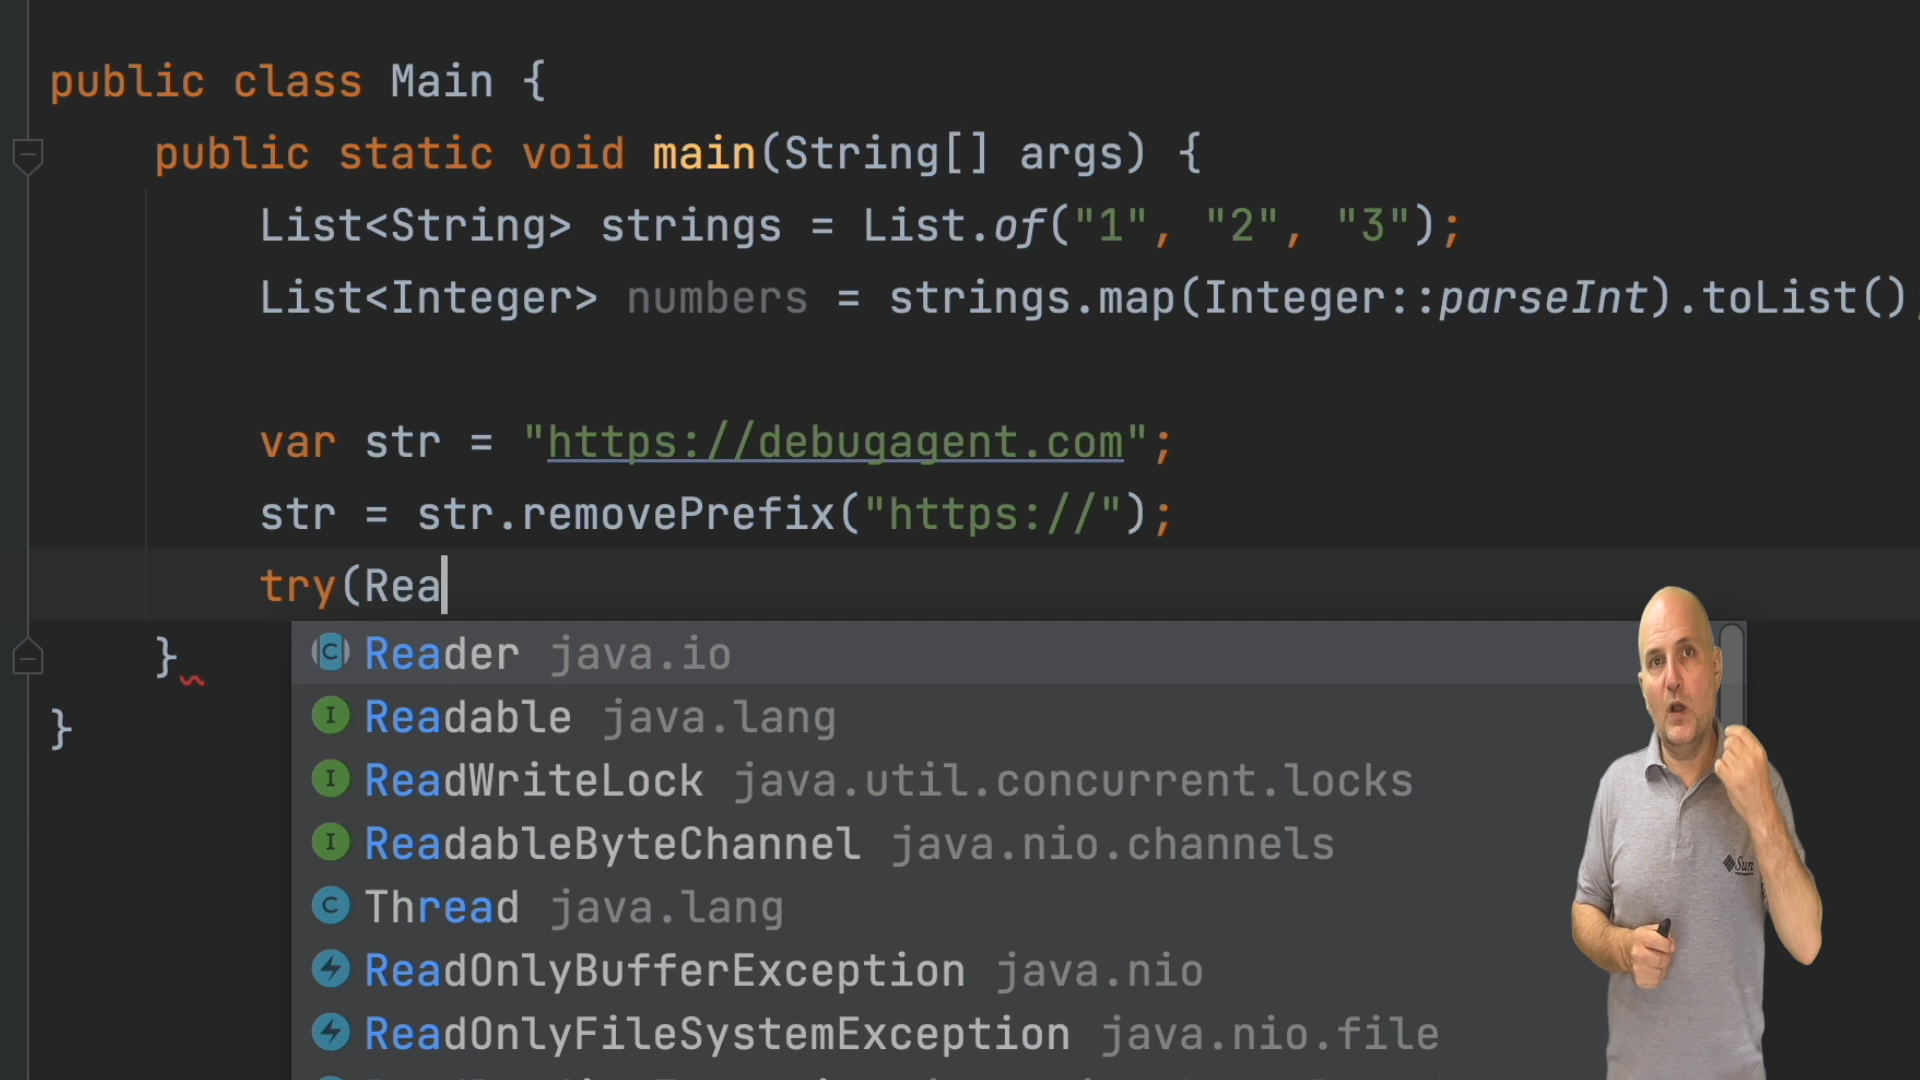 public class Main {
public static void main(String[] args) {
List<String> strings = List.of("1", "2", "3");
List<Integer> numbers = strings.map(Integer::parseInt).toList();
var str = "https://debugagent.com";
str = str.removePrefix("https://");
try(Rea
C Reader java.io
}
I Readable java.lang
}
I ReadWriteLock java.util.concurrent.locks
I ReadableByteChannel java.nio.channels
Sun
C Thread java.lang
ReadOnlyBufferException java.nio
ReadOnlyFileSystemException java.nio.file